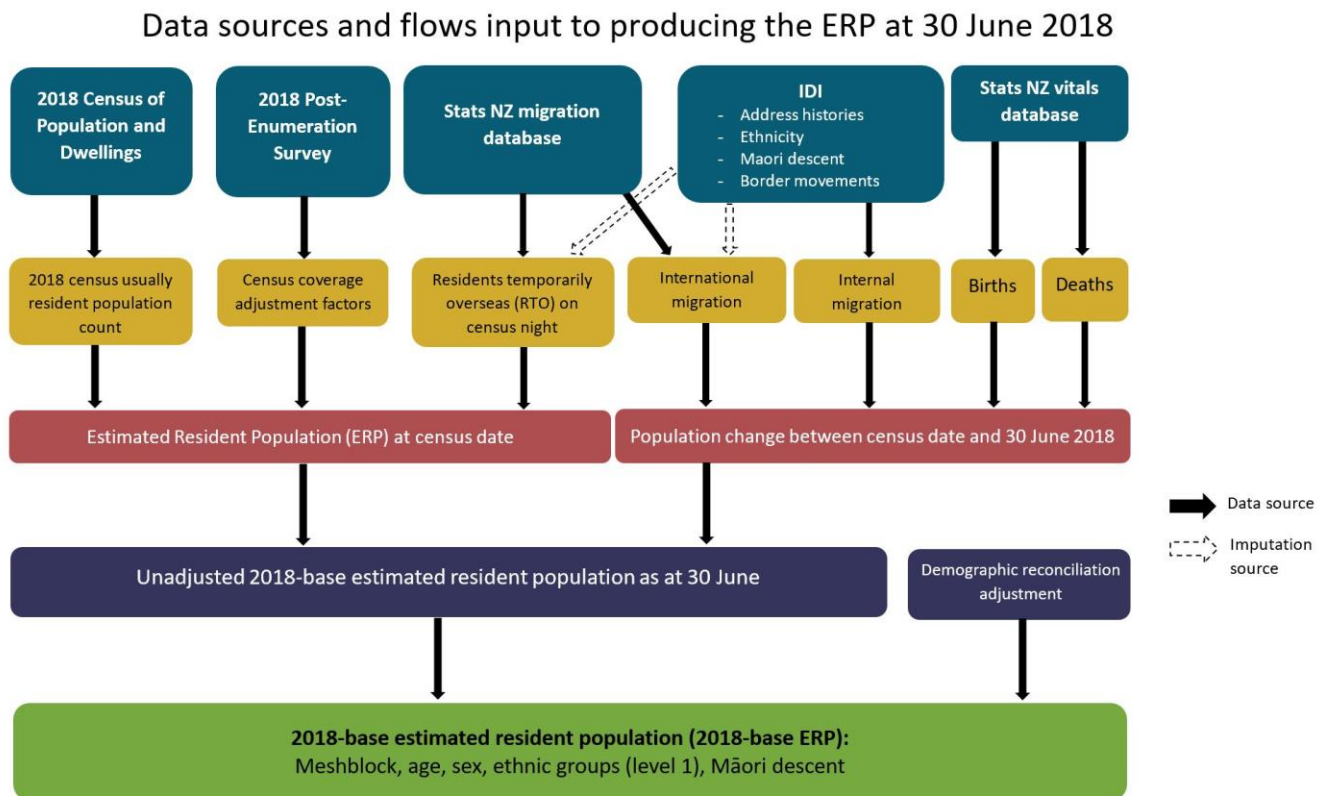 Data sources and flows input to producing the ERP at 30 June 2018
2018 Census of
Population and
Dwellings
2018 Post-
Enumeration
Survey
Stats NZ migration
database
IDI
- Address histories
- Ethnicity
- Maori descent
- Border movements
Stats NZ vitals
database
2018 census usually
resident population
count
Census coverage
adjustment factors
Residents temporarily
overseas (RTO) on
census night
International
migration
Internal
migration
Births
Deaths
Estimated Resident Population (ERP) at census date
Population change between census date and 30 June 2018
Data source
Imputation
source
Unadjusted 2018-base estimated resident population as at 30 June
Demographic reconciliation
adjustment
2018-base estimated resident population (2018-base ERP):
Meshblock, age, sex, ethnic groups (level 1), Māori descent